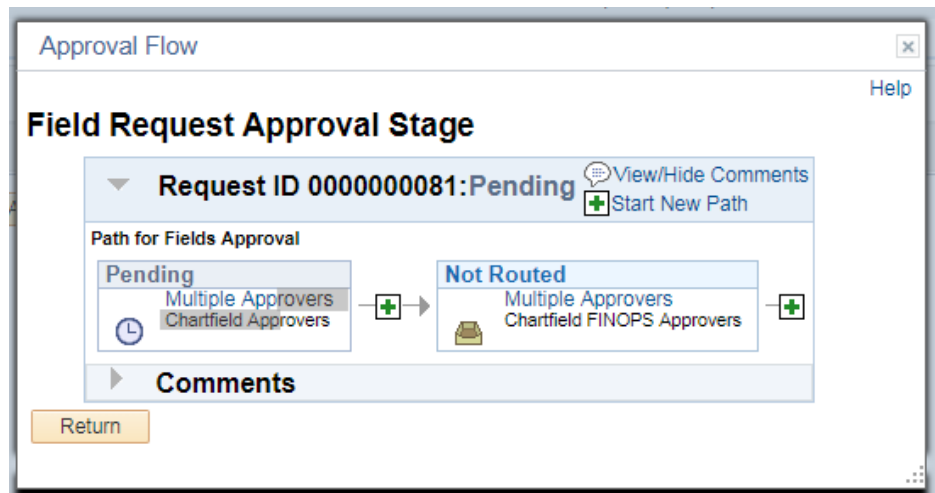 Approval Flow
Help
Field Request Approval Stage
Request ID 0000000081:Pending
View/Hide Comments
Start New Path
Path for Fields Approval
Pending
Multiple Approvers
Chartfield Approvers
Not Routed
Multiple Approvers
Chartfield FINOPS Approvers
Comments
Return